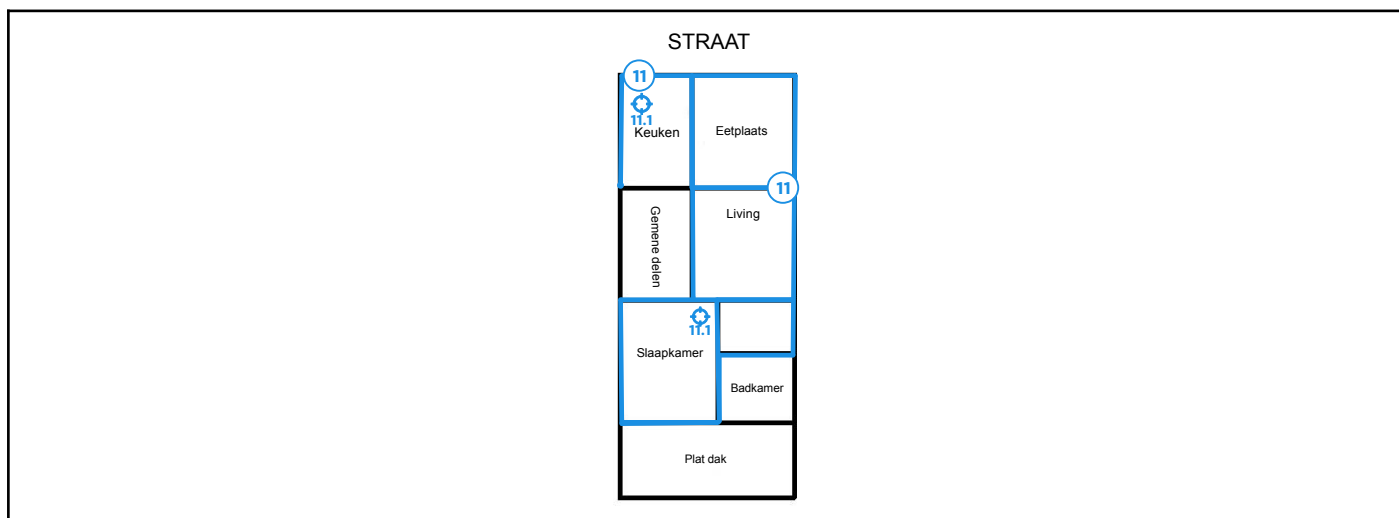 STRAAT
11
11.1
Keuken
Eetplaats
11
Gemene delen
Living
11.1
Slaapkamer
Badkamer
Plat dak